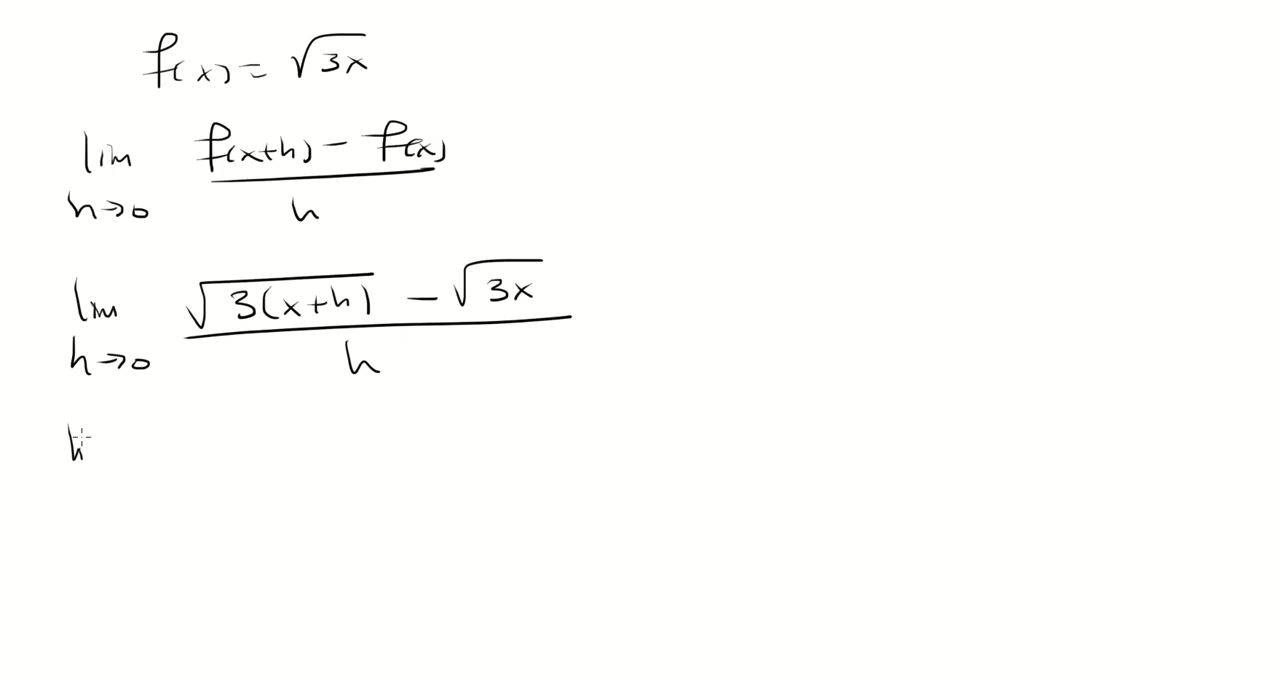 f(x) = √3x
lim h→0 f(x+h) - f(x) / h
lim h→0 √3(x+h) - √3x / h